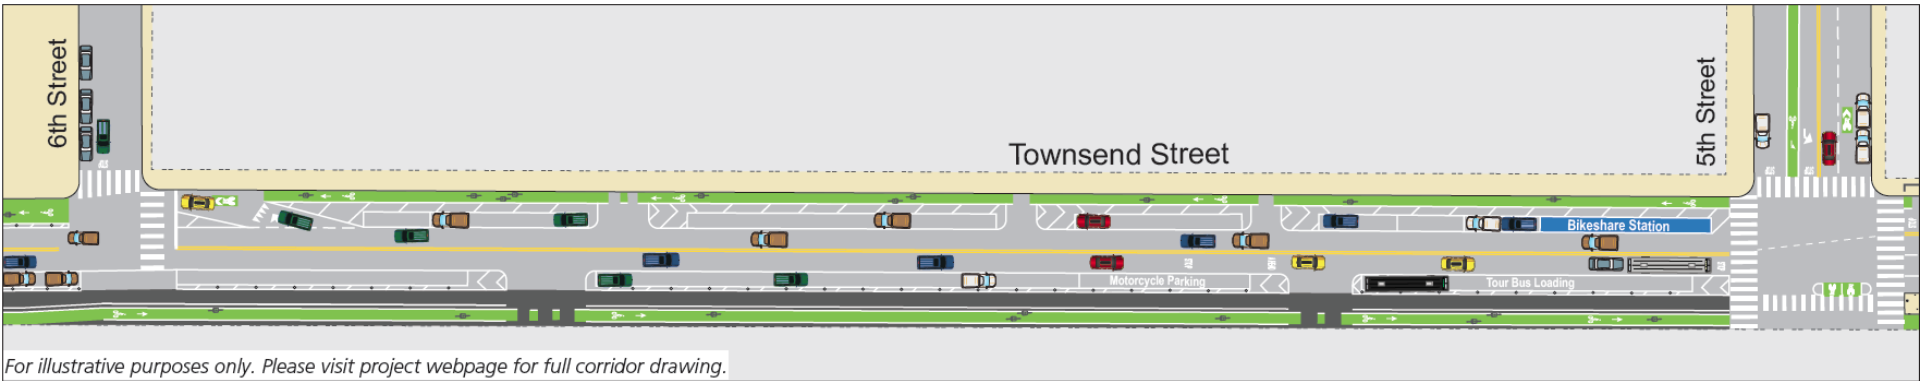 6th Street
Townsend Street
5th Street
Bikeshare Station
Motorcycle Parking
Tour Bus Loading
For illustrative purposes only. Please visit project webpage for full corridor drawing.